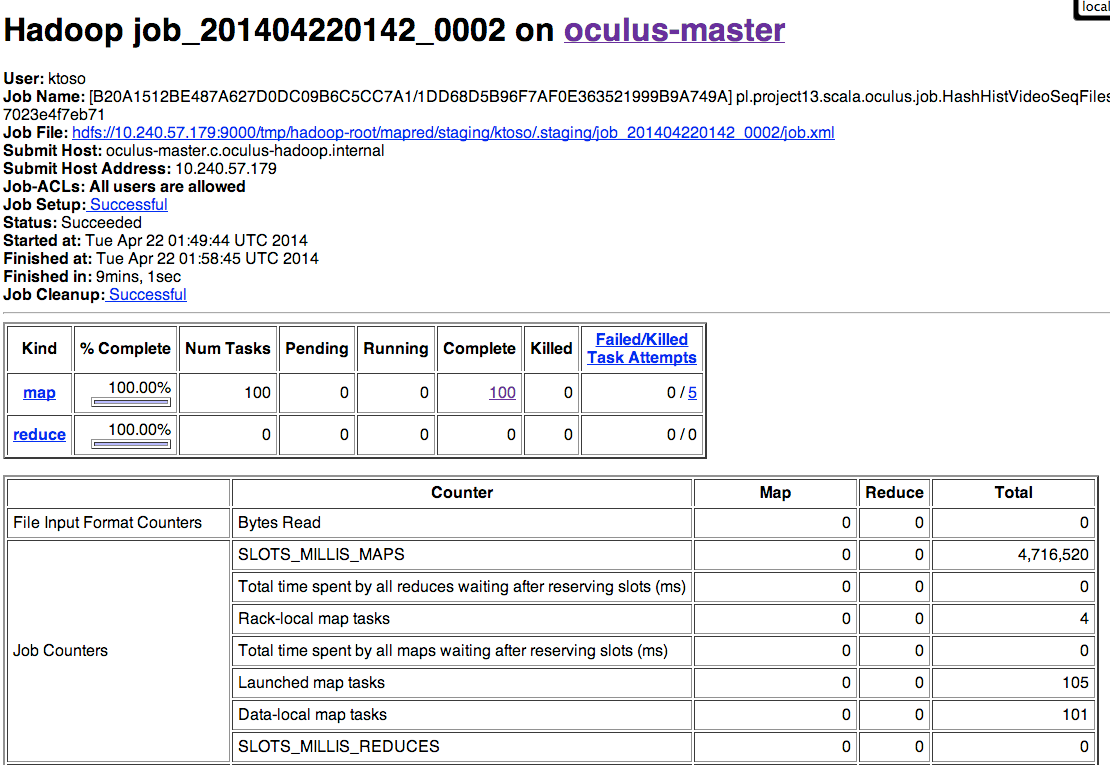 local
Hadoop job_201404220142_0002 on oculus-master
User: ktoso
Job Name: [B20A1512BE487A627D0DC09B6C5CC7A1/1DD68D5B96F7AF0E363521999B9A749A] pl.project13.scala.oculus.job.HashHistVideoSeqFiles
7023e4f7eb71
Job File: hdfs://10.240.57.179:9000/tmp/hadoop-root/mapred/staging/ktoso/.staging/job_201404220142_0002/job.xml
Submit Host: oculus-master.c.oculus-hadoop.internal
Submit Host Address: 10.240.57.179
Job-ACLs: All users are allowed
Job Setup: Successful
Status: Succeeded
Started at: Tue Apr 22 01:49:44 UTC 2014
Finished at: Tue Apr 22 01:58:45 UTC 2014
Finished in: 9mins, 1sec
Job Cleanup: Successful
Kind % Complete Num Tasks Pending Running Complete Killed Failed/Killed
Task Attempts
map 100.00% 100 0 0 100 0 0 / 5
reduce 100.00% 0 0 0 0 0 0 / 0
Counter Map Reduce Total
File Input Format Counters Bytes Read 0 0 0
SLOTS_MILLIS_MAPS 0 0 4,716,520
Total time spent by all reduces waiting after reserving slots (ms) 0 0 0
Rack-local map tasks 0 0 4
Job Counters Total time spent by all maps waiting after reserving slots (ms) 0 0 0
Launched map tasks 0 0 105
Data-local map tasks 0 0 101
SLOTS_MILLIS_REDUCES 0 0 0